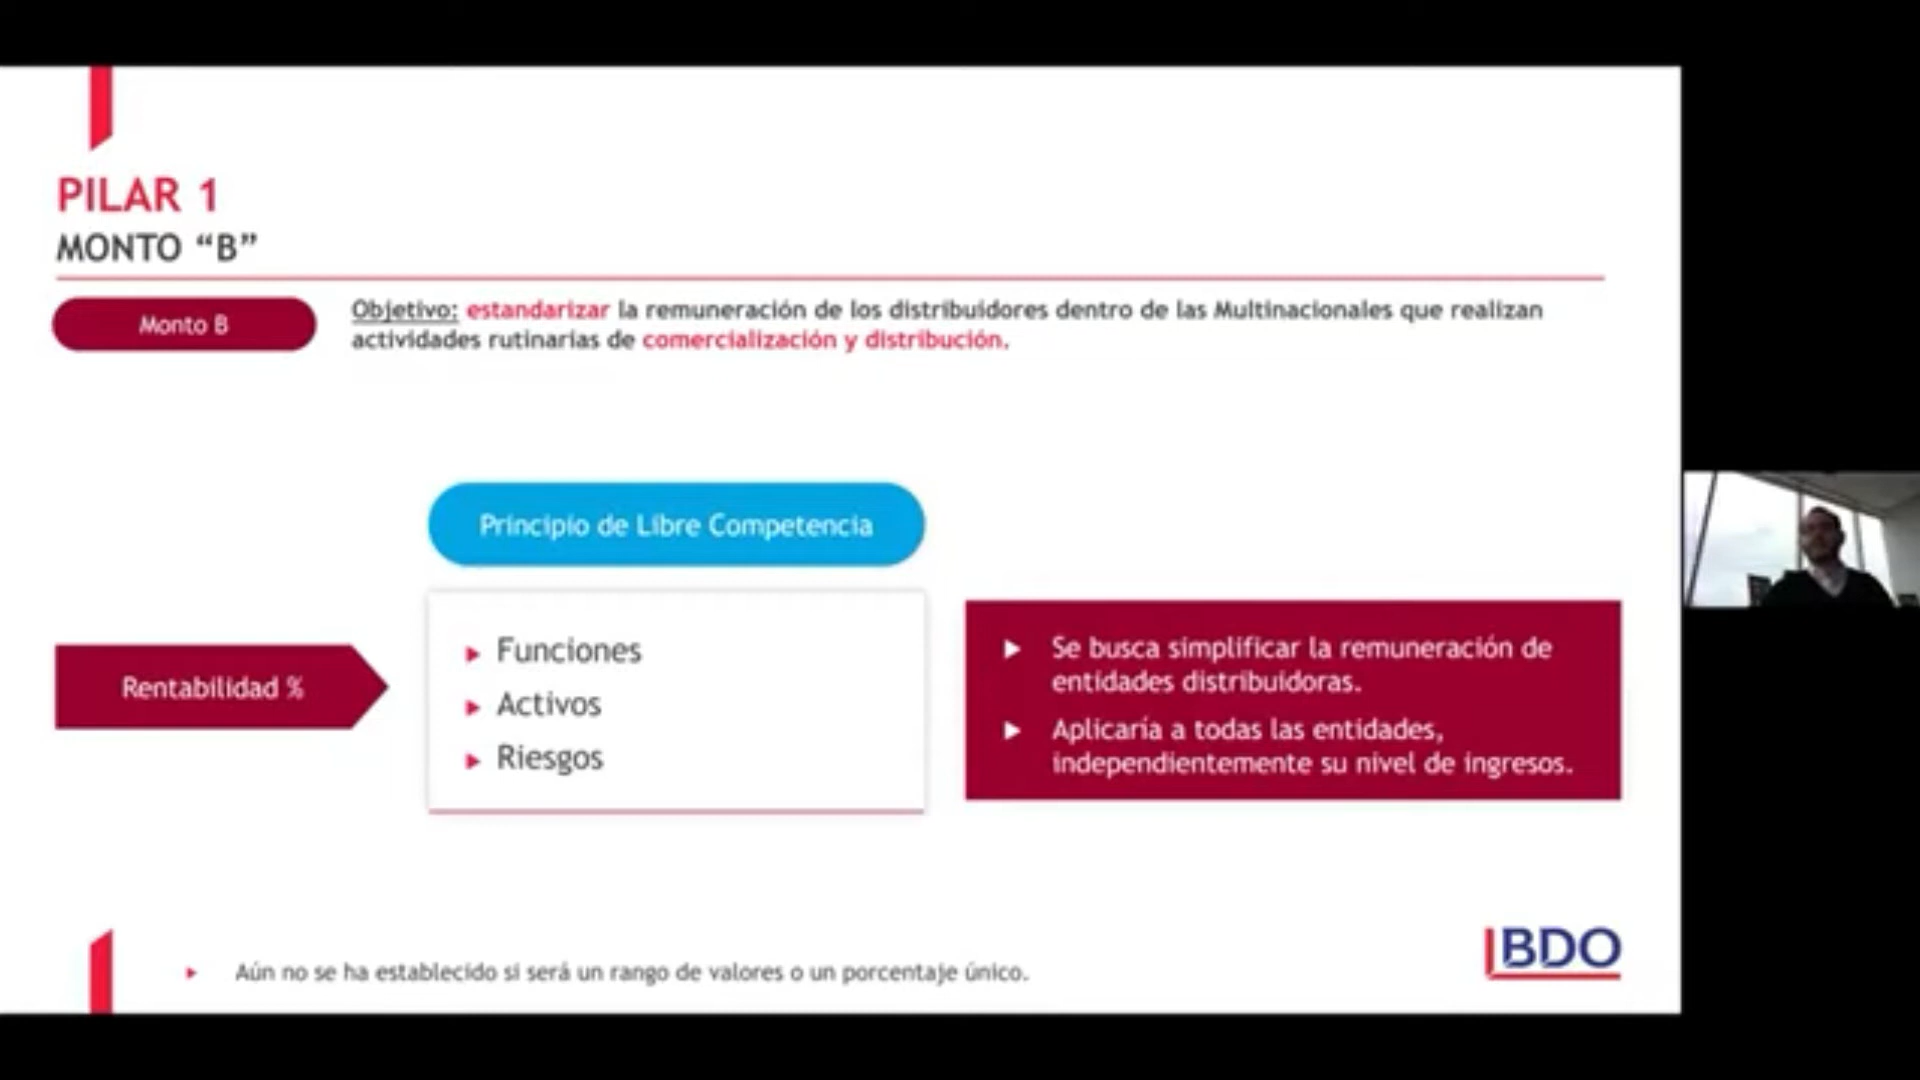 PILAR 1
MONTO “B”
Monto B
Objetivo: estandarizar la remuneración de los distribuidores dentro de las Multinacionales que realizan
actividades rutinarias de comercialización y distribución.
Principio de Libre Competencia
Rentabilidad %
Funciones
Activos
Riesgos
Se busca simplificar la remuneración de
entidades distribuidoras.
Aplicaría a todas las entidades,
independientemente su nivel de ingresos.
Aún no se ha establecido si será un rango de valores o un porcentaje único.
BDO